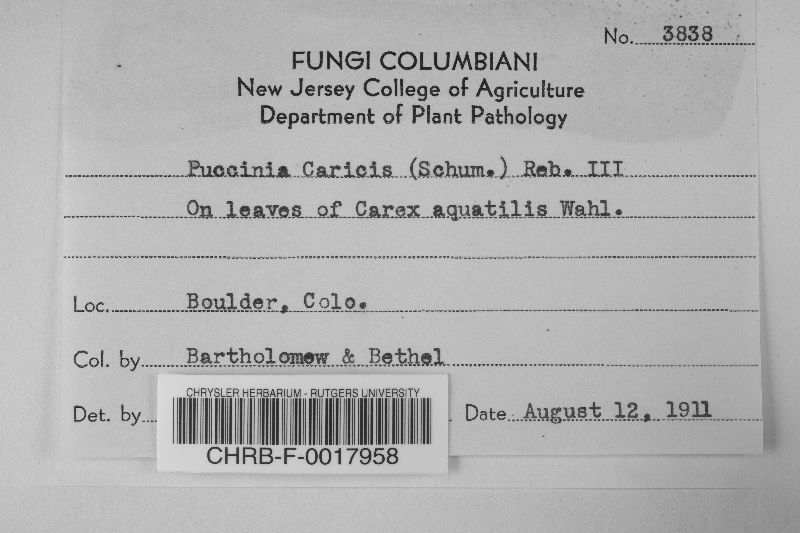 No. 3838
FUNGI COLUMBIANI
New Jersey College of Agriculture
Department of Plant Pathology
Puccinia Caricis (Schum.) Reb. III
On leaves of Carex aquatilis Wahl.
Loc. Boulder, Colo.
Col. by Bartholomew & Bethel
CHRYSLER HERBARIUM - RUTGERS UNIVERSITY
Det. by
Date August 12, 1911
CHRB-F-0017958